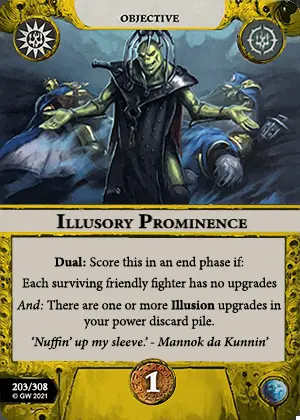 OBJECTIVE
ILLUSORY PROMINENCE
Dual: Score this in an end phase if:
Each surviving friendly fighter has no upgrades
And: There are one or more Illusion upgrades in
your power discard pile.
‘Nuffin’ up my sleeve.’ - Mannok da Kunnin’
203/308
© GW 2021
1